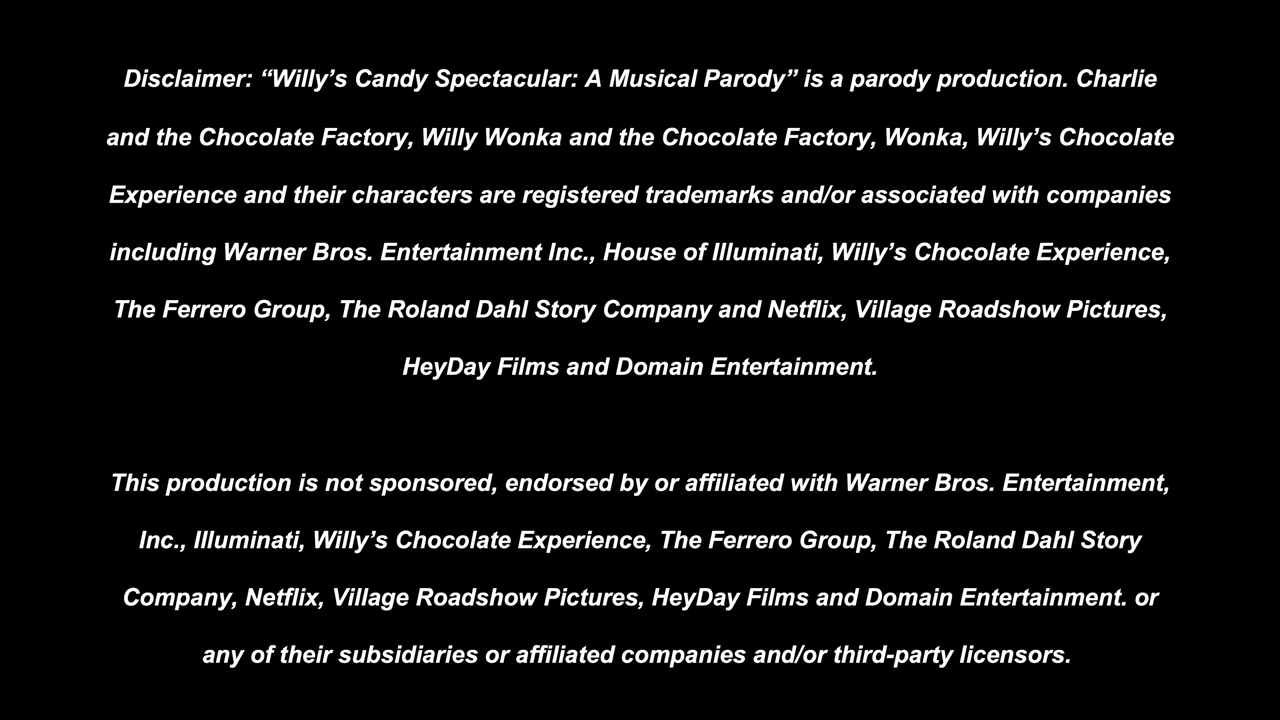 Disclaimer: “Willy’s Candy Spectacular: A Musical Parody” is a parody production. Charlie
and the Chocolate Factory, Willy Wonka and the Chocolate Factory, Wonka, Willy’s Chocolate
Experience and their characters are registered trademarks and/or associated with companies
including Warner Bros. Entertainment Inc., House of Illuminati, Willy’s Chocolate Experience,
The Ferrero Group, The Roland Dahl Story Company and Netflix, Village Roadshow Pictures,
HeyDay Films and Domain Entertainment.
This production is not sponsored, endorsed by or affiliated with Warner Bros. Entertainment,
Inc., Illuminati, Willy’s Chocolate Experience, The Ferrero Group, The Roland Dahl Story
Company, Netflix, Village Roadshow Pictures, HeyDay Films and Domain Entertainment. or
any of their subsidiaries or affiliated companies and/or third-party licensors.